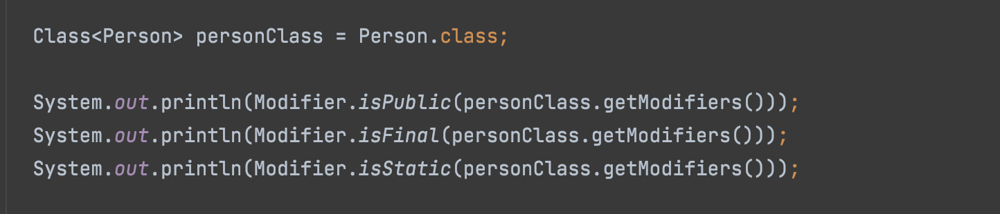 Class<Person> personClass = Person.class;
System.out.println(Modifier.isPublic(personClass.getModifiers()));
System.out.println(Modifier.isFinal(personClass.getModifiers()));
System.out.println(Modifier.isStatic(personClass.getModifiers()));